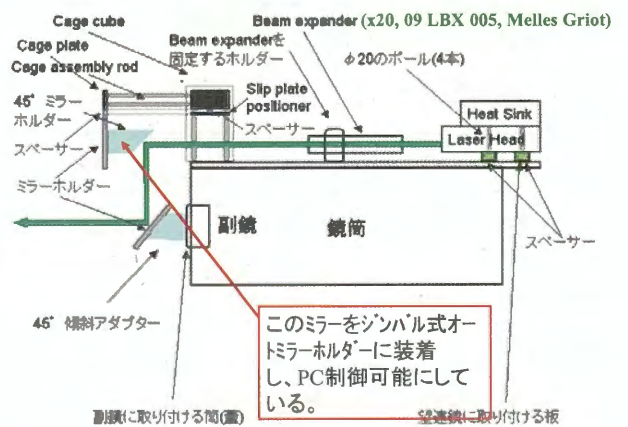 Cage cube
Beam expander (x20, 09 LBX 005, Melles Griot)
Cage plate
Cage assembly rod
Beam expanderを
固定するホルダー
φ20のポール(4本)
45° ミラー
ホルダー
Slip plate
positioner
Heat Sink
スペーサー
スペーサー
Laser Head
ミラーホルダー
副鏡
鏡筒
スペーサー
45° 傾斜アダプター
このミラーをジンバル式オー
トミラーホルダーに装着
し、PC制御可能にして
いる。
副鏡に取り付ける筒(蓋)
望遠鏡に取り付ける板